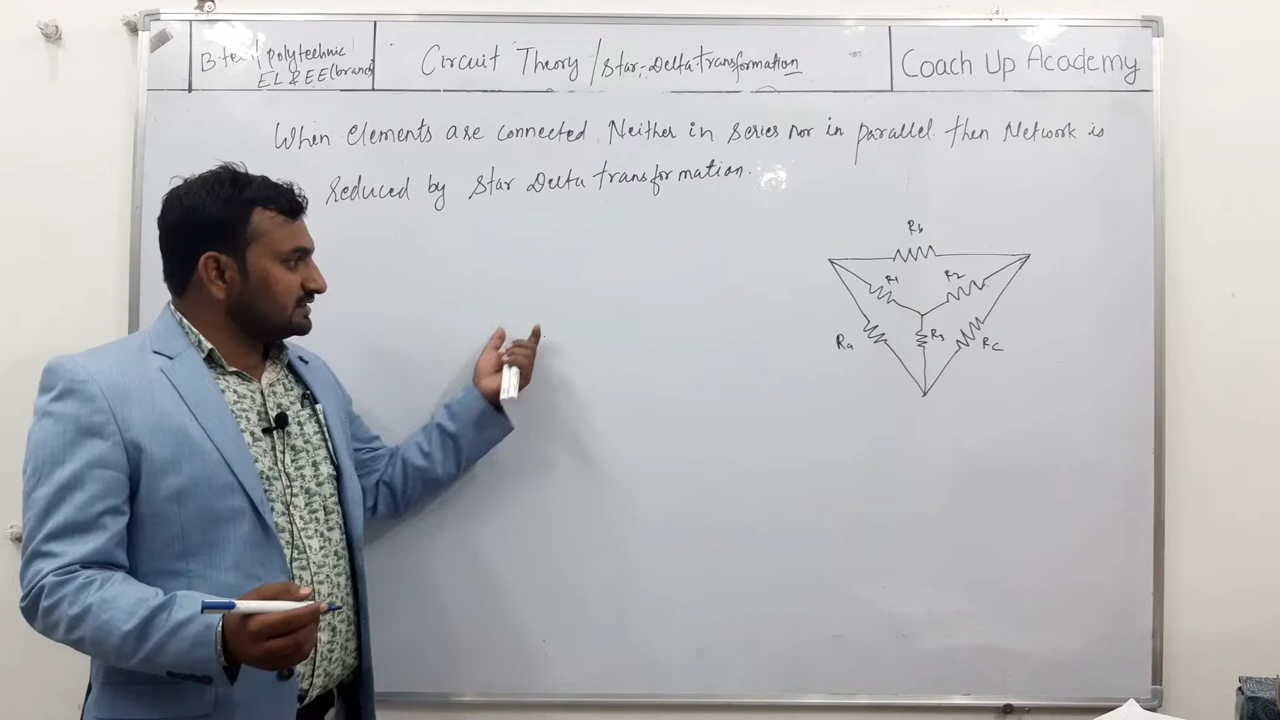 B.tech/polytechnic
EL & EE(branch)
Circuit Theory/Star-Delta transformation
Coach Up Academy
When elements are connected. Neither in series nor in parallel. then Network is
reduced by Star Delta transformation.
Rb
R1
R2
Ra
R3
Rc